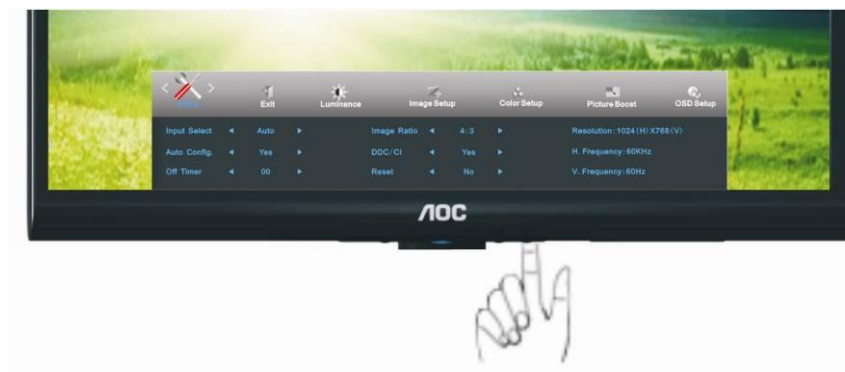 Exit Luminance Image Setup Color Setup Picture Boost OSD Setup
Input Select Auto Image Ratio 4:3 Resolution:1024(H)X768(V)
Auto Config. Yes DDC/CI Yes H. Frequency:60KHz
Off Timer 00 Reset No V. Frequency:60Hz
AOC